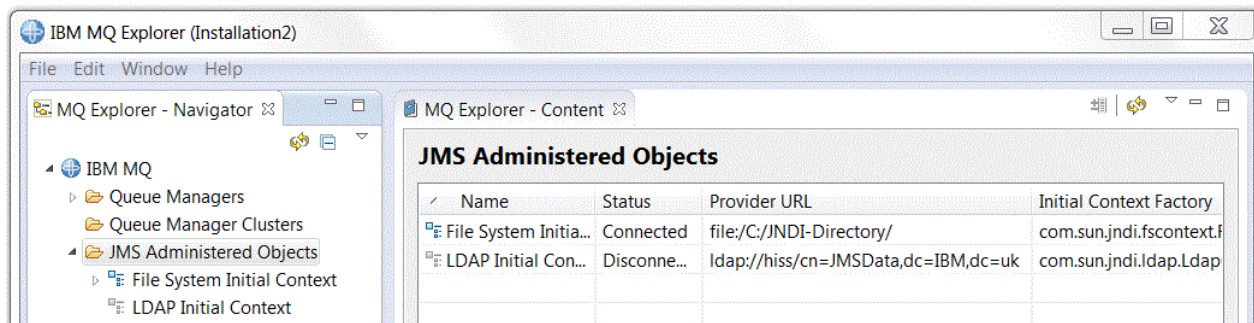 IBM MQ Explorer (Installation2)
File Edit Window Help
MQ Explorer - Navigator
IBM MQ
Queue Managers
Queue Manager Clusters
JMS Administered Objects
File System Initial Context
LDAP Initial Context
MQ Explorer - Content
JMS Administered Objects
Name Status Provider URL Initial Context Factory
File System Initia... Connected file:/C:/JNDI-Directory/ com.sun.jndi.fscontext.F
LDAP Initial Con... Disconne... ldap://hiss/cn=JMSData,dc=IBM,dc=uk com.sun.jndi.ldap.Ldap